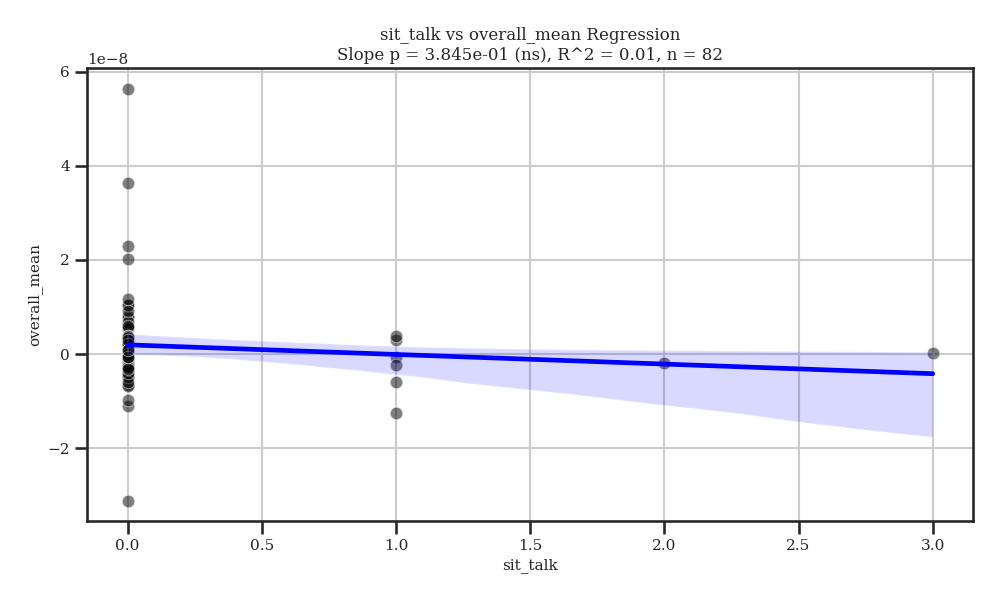 sit_talk vs overall_mean Regression
Slope p = 3.845e-01 (ns), R^2 = 0.01, n = 82
1e−8
6
4
2
0
−2
overall_mean
0.0 0.5 1.0 1.5 2.0 2.5 3.0
sit_talk